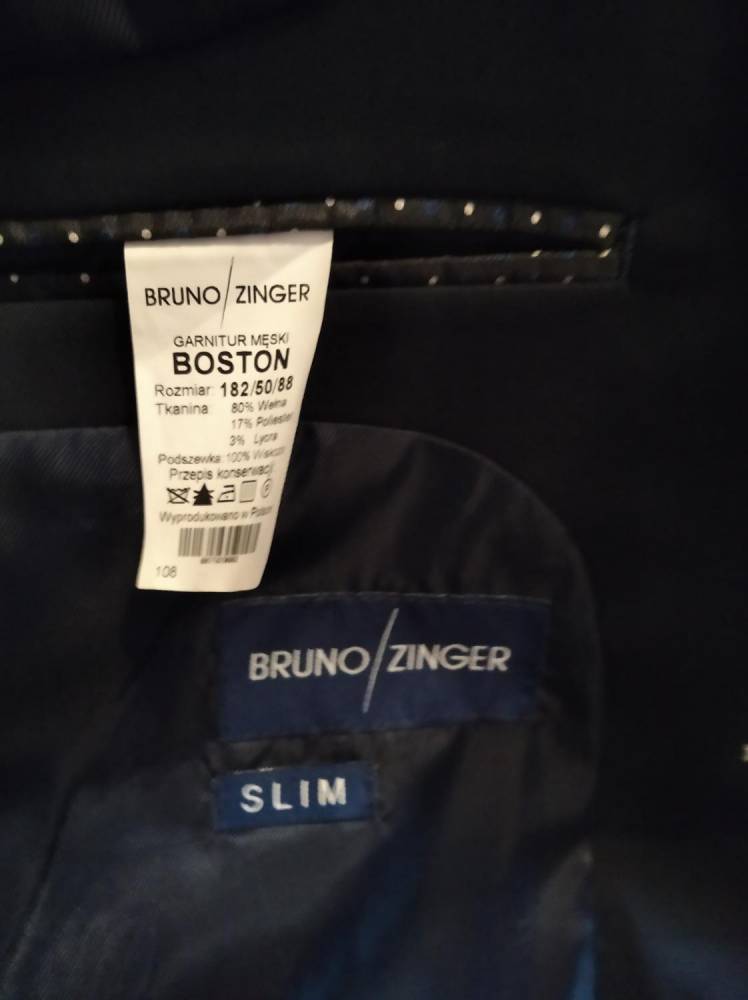 BRUNO/ZINGER
GARNITUR MĘSKI
BOSTON
Rozmiar: 182/50/88
Tkanina: 80% Wełna
17% Poliester
3% Lycra
Podszewka: 100% Wiskoza
Przepis konserwacji
Wyprodukowano w Polsce
108
BRUNO/ZINGER
SLIM